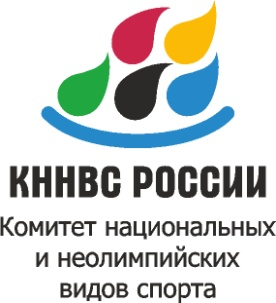 КННВС РОССИИ
Комитет национальных
и неолимпийских
видов спорта